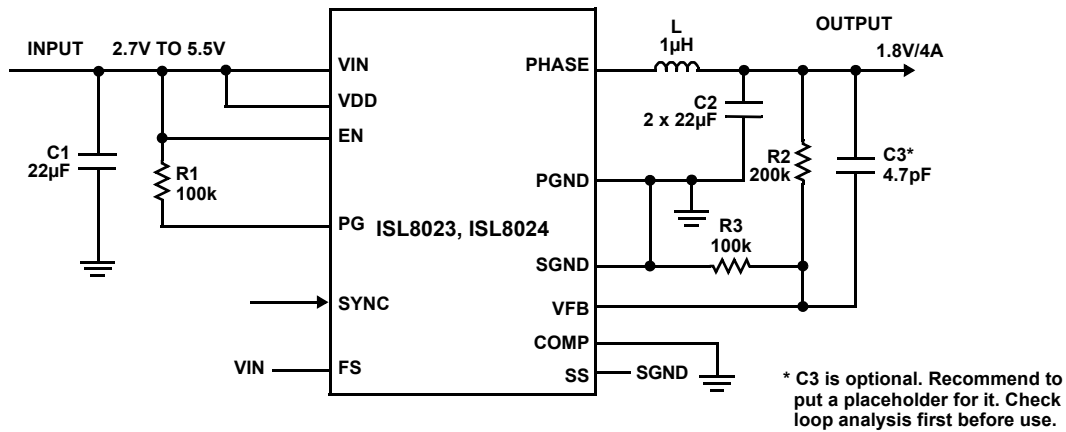 INPUT
2.7V TO 5.5V
L
1µH
OUTPUT
1.8V/4A
VIN
PHASE
VDD
EN
C2
2 x 22µF
C1
22µF
R1
100k
R2
200k
C3*
4.7pF
PGND
PG
ISL8023, ISL8024
R3
100k
SGND
SYNC
VFB
COMP
VIN
FS
SS
SGND
* C3 is optional. Recommend to
put a placeholder for it. Check
loop analysis first before use.